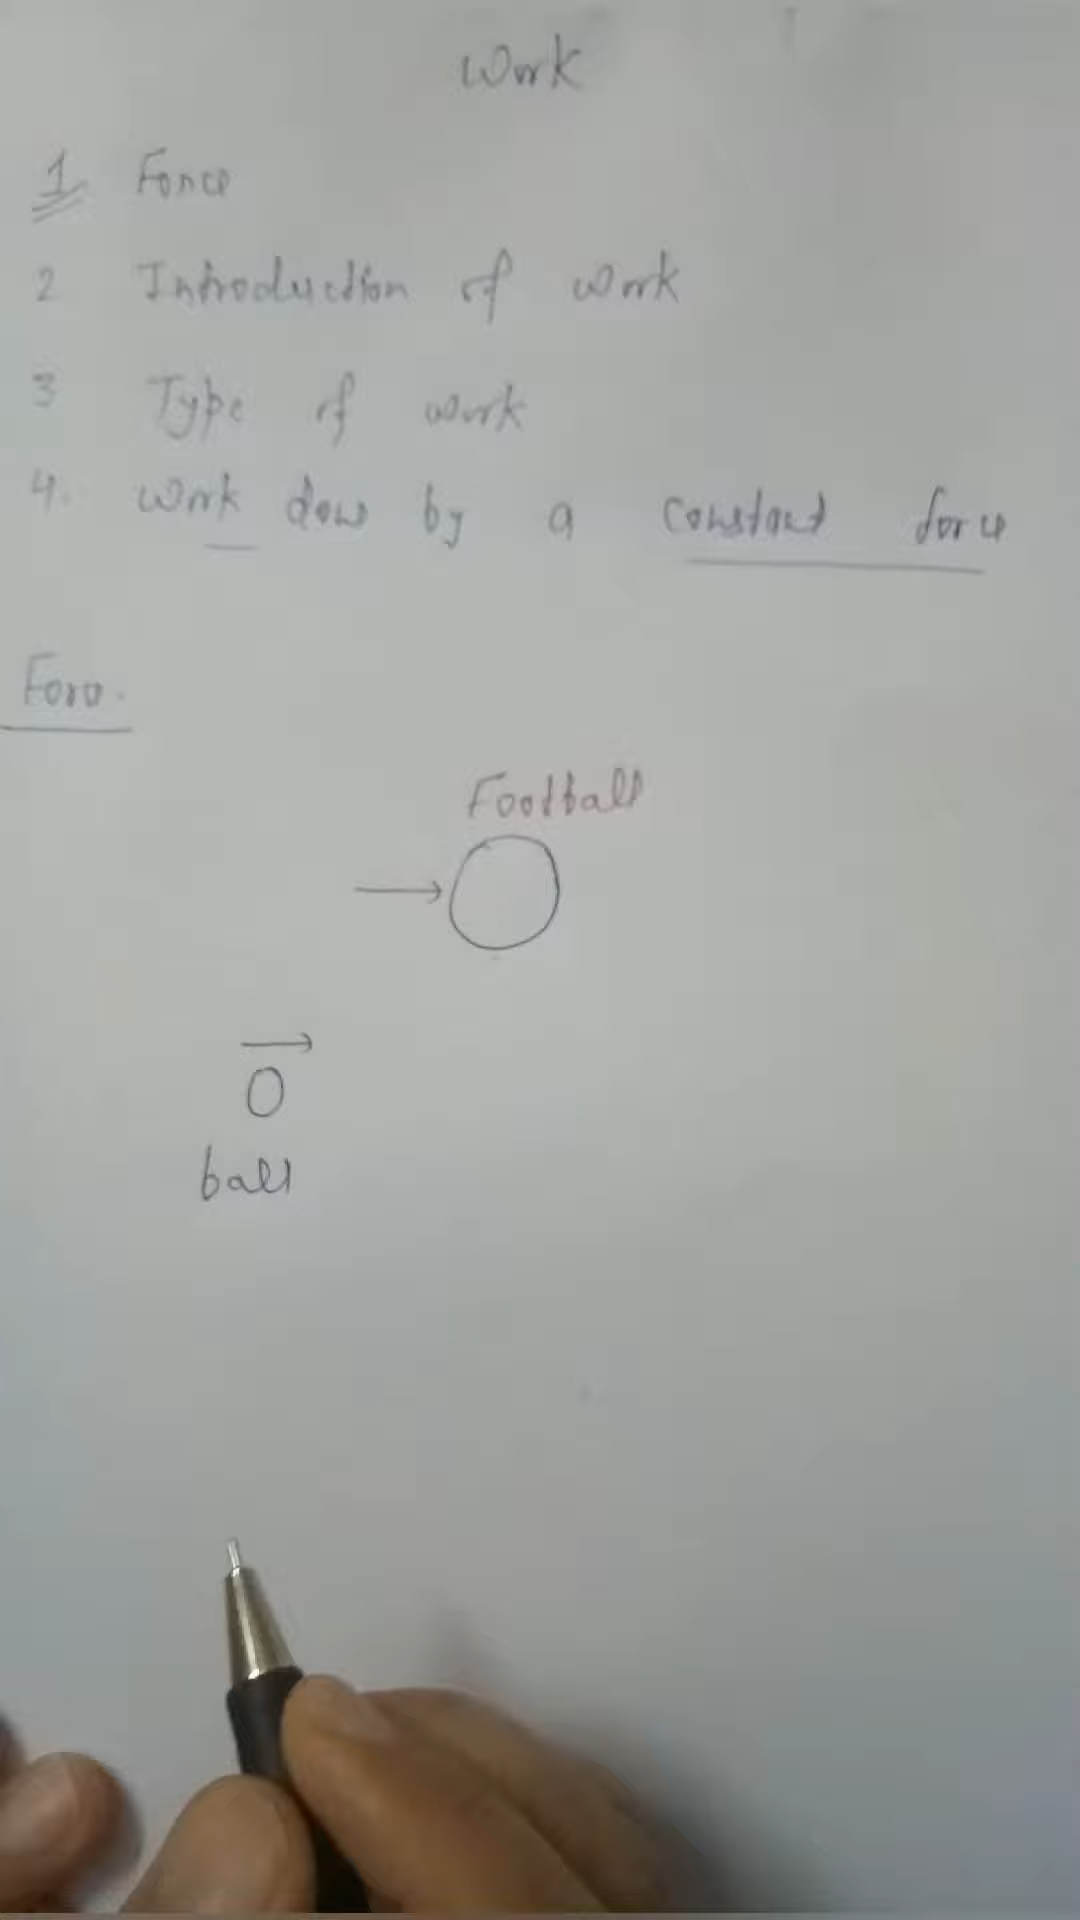 Work
1 Force
2 Introduction of work
3 Type of work
4. Work done by a constant force
Force.
Football
ball